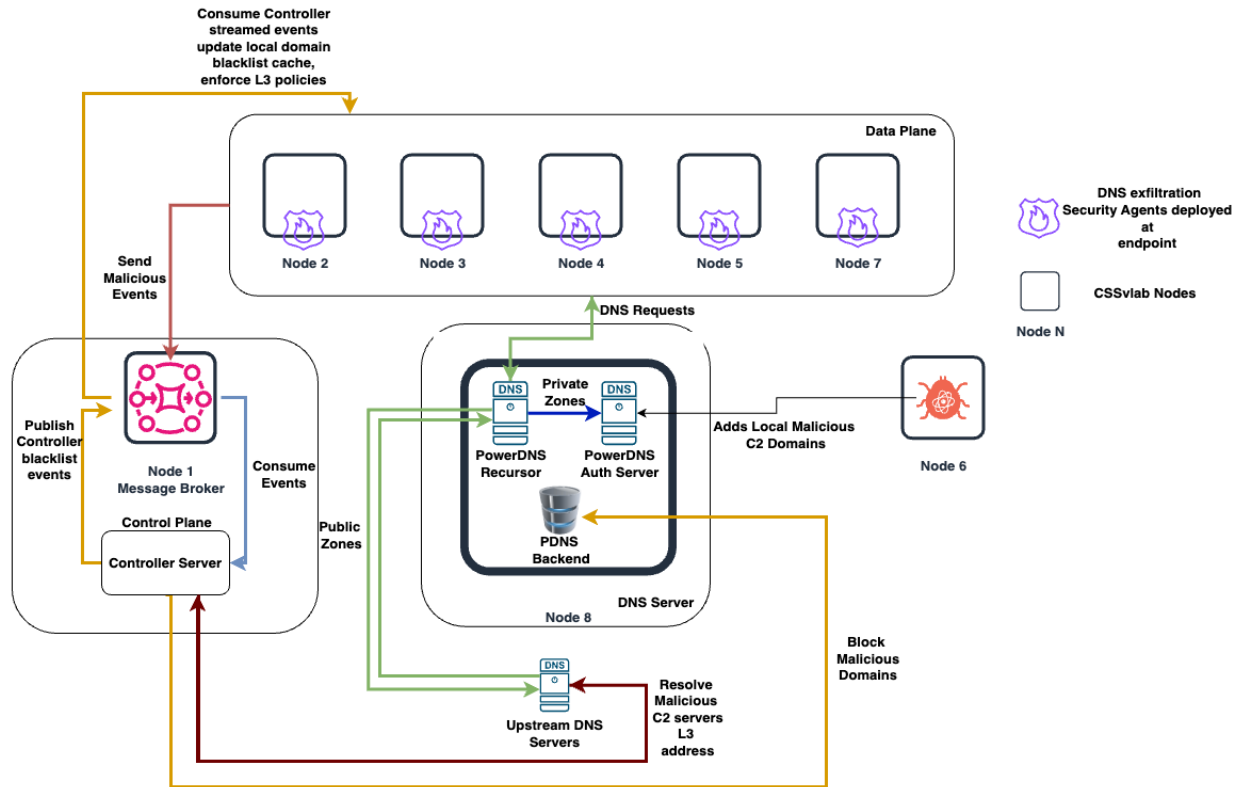 Consume Controller
streamed events
update local domain
blacklist cache,
enforce L3 policies
Data Plane
Node 2
Node 3
Node 4
Node 5
Node 7
DNS exfiltration
Security Agents deployed
at
endpoint
CSSvlab Nodes
Node N
Send
Malicious
Events
DNS Requests
Publish
Controller
blacklist
events
Node 1
Message Broker
Consume
Events
Control Plane
Controller Server
DNS
Private
Zones
DNS
PowerDNS
Recursor
PowerDNS
Auth Server
PDNS
Backend
DNS Server
Node 8
Adds Local Malicious
C2 Domains
Node 6
Public
Zones
DNS
Upstream DNS
Servers
Resolve
Malicious
C2 servers
L3
address
Block
Malicious
Domains